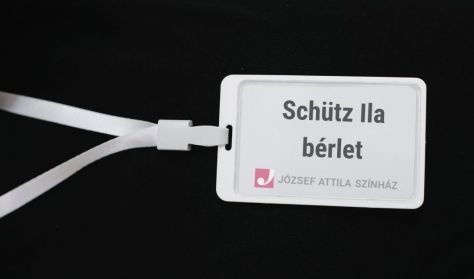 Schütz Ila
bérlet
JÓZSEF ATTILA SZÍNHÁZ